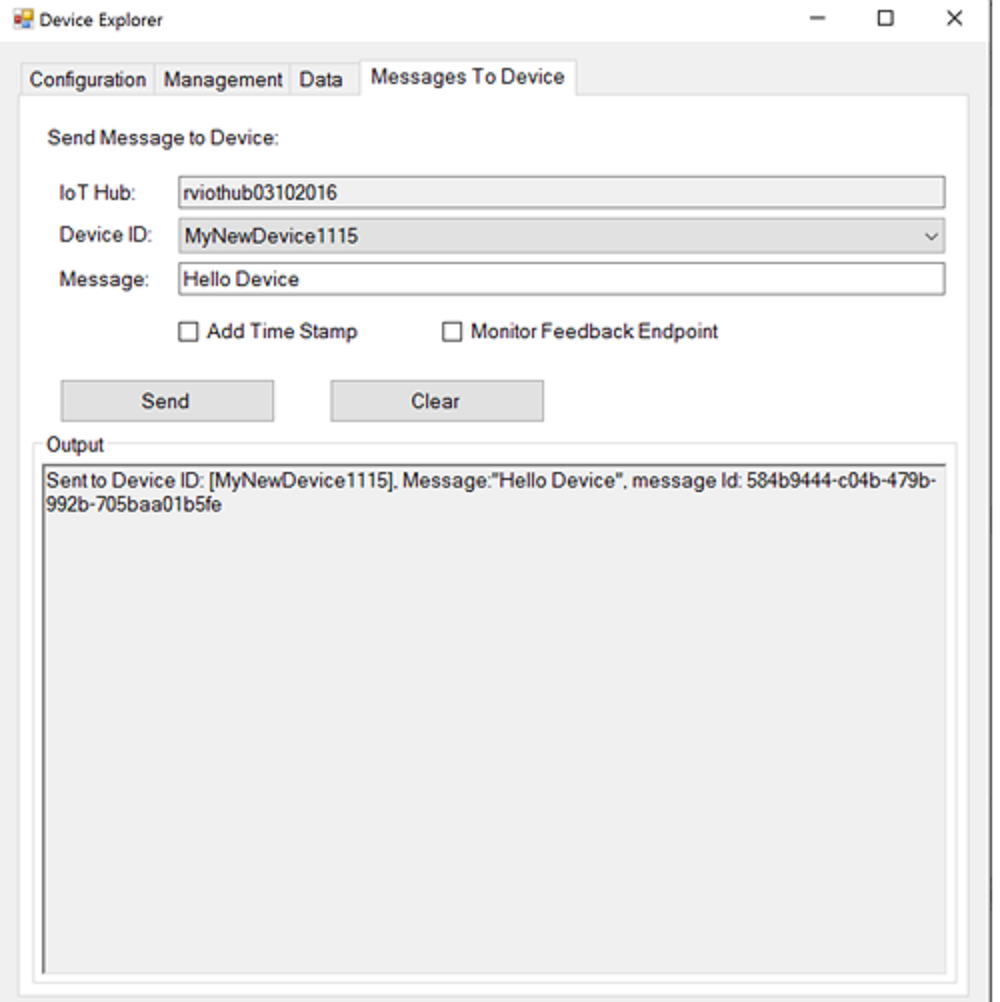 Device Explorer
Configuration Management Data Messages To Device
Send Message to Device:
IoT Hub: rviothub03102016
Device ID: MyNewDevice1115
Message: Hello Device
Add Time Stamp Monitor Feedback Endpoint
Send Clear
Output
Sent to Device ID: [MyNewDevice1115], Message:"Hello Device", message Id: 584b9444-c04b-479b-
992b-705baa01b5fe